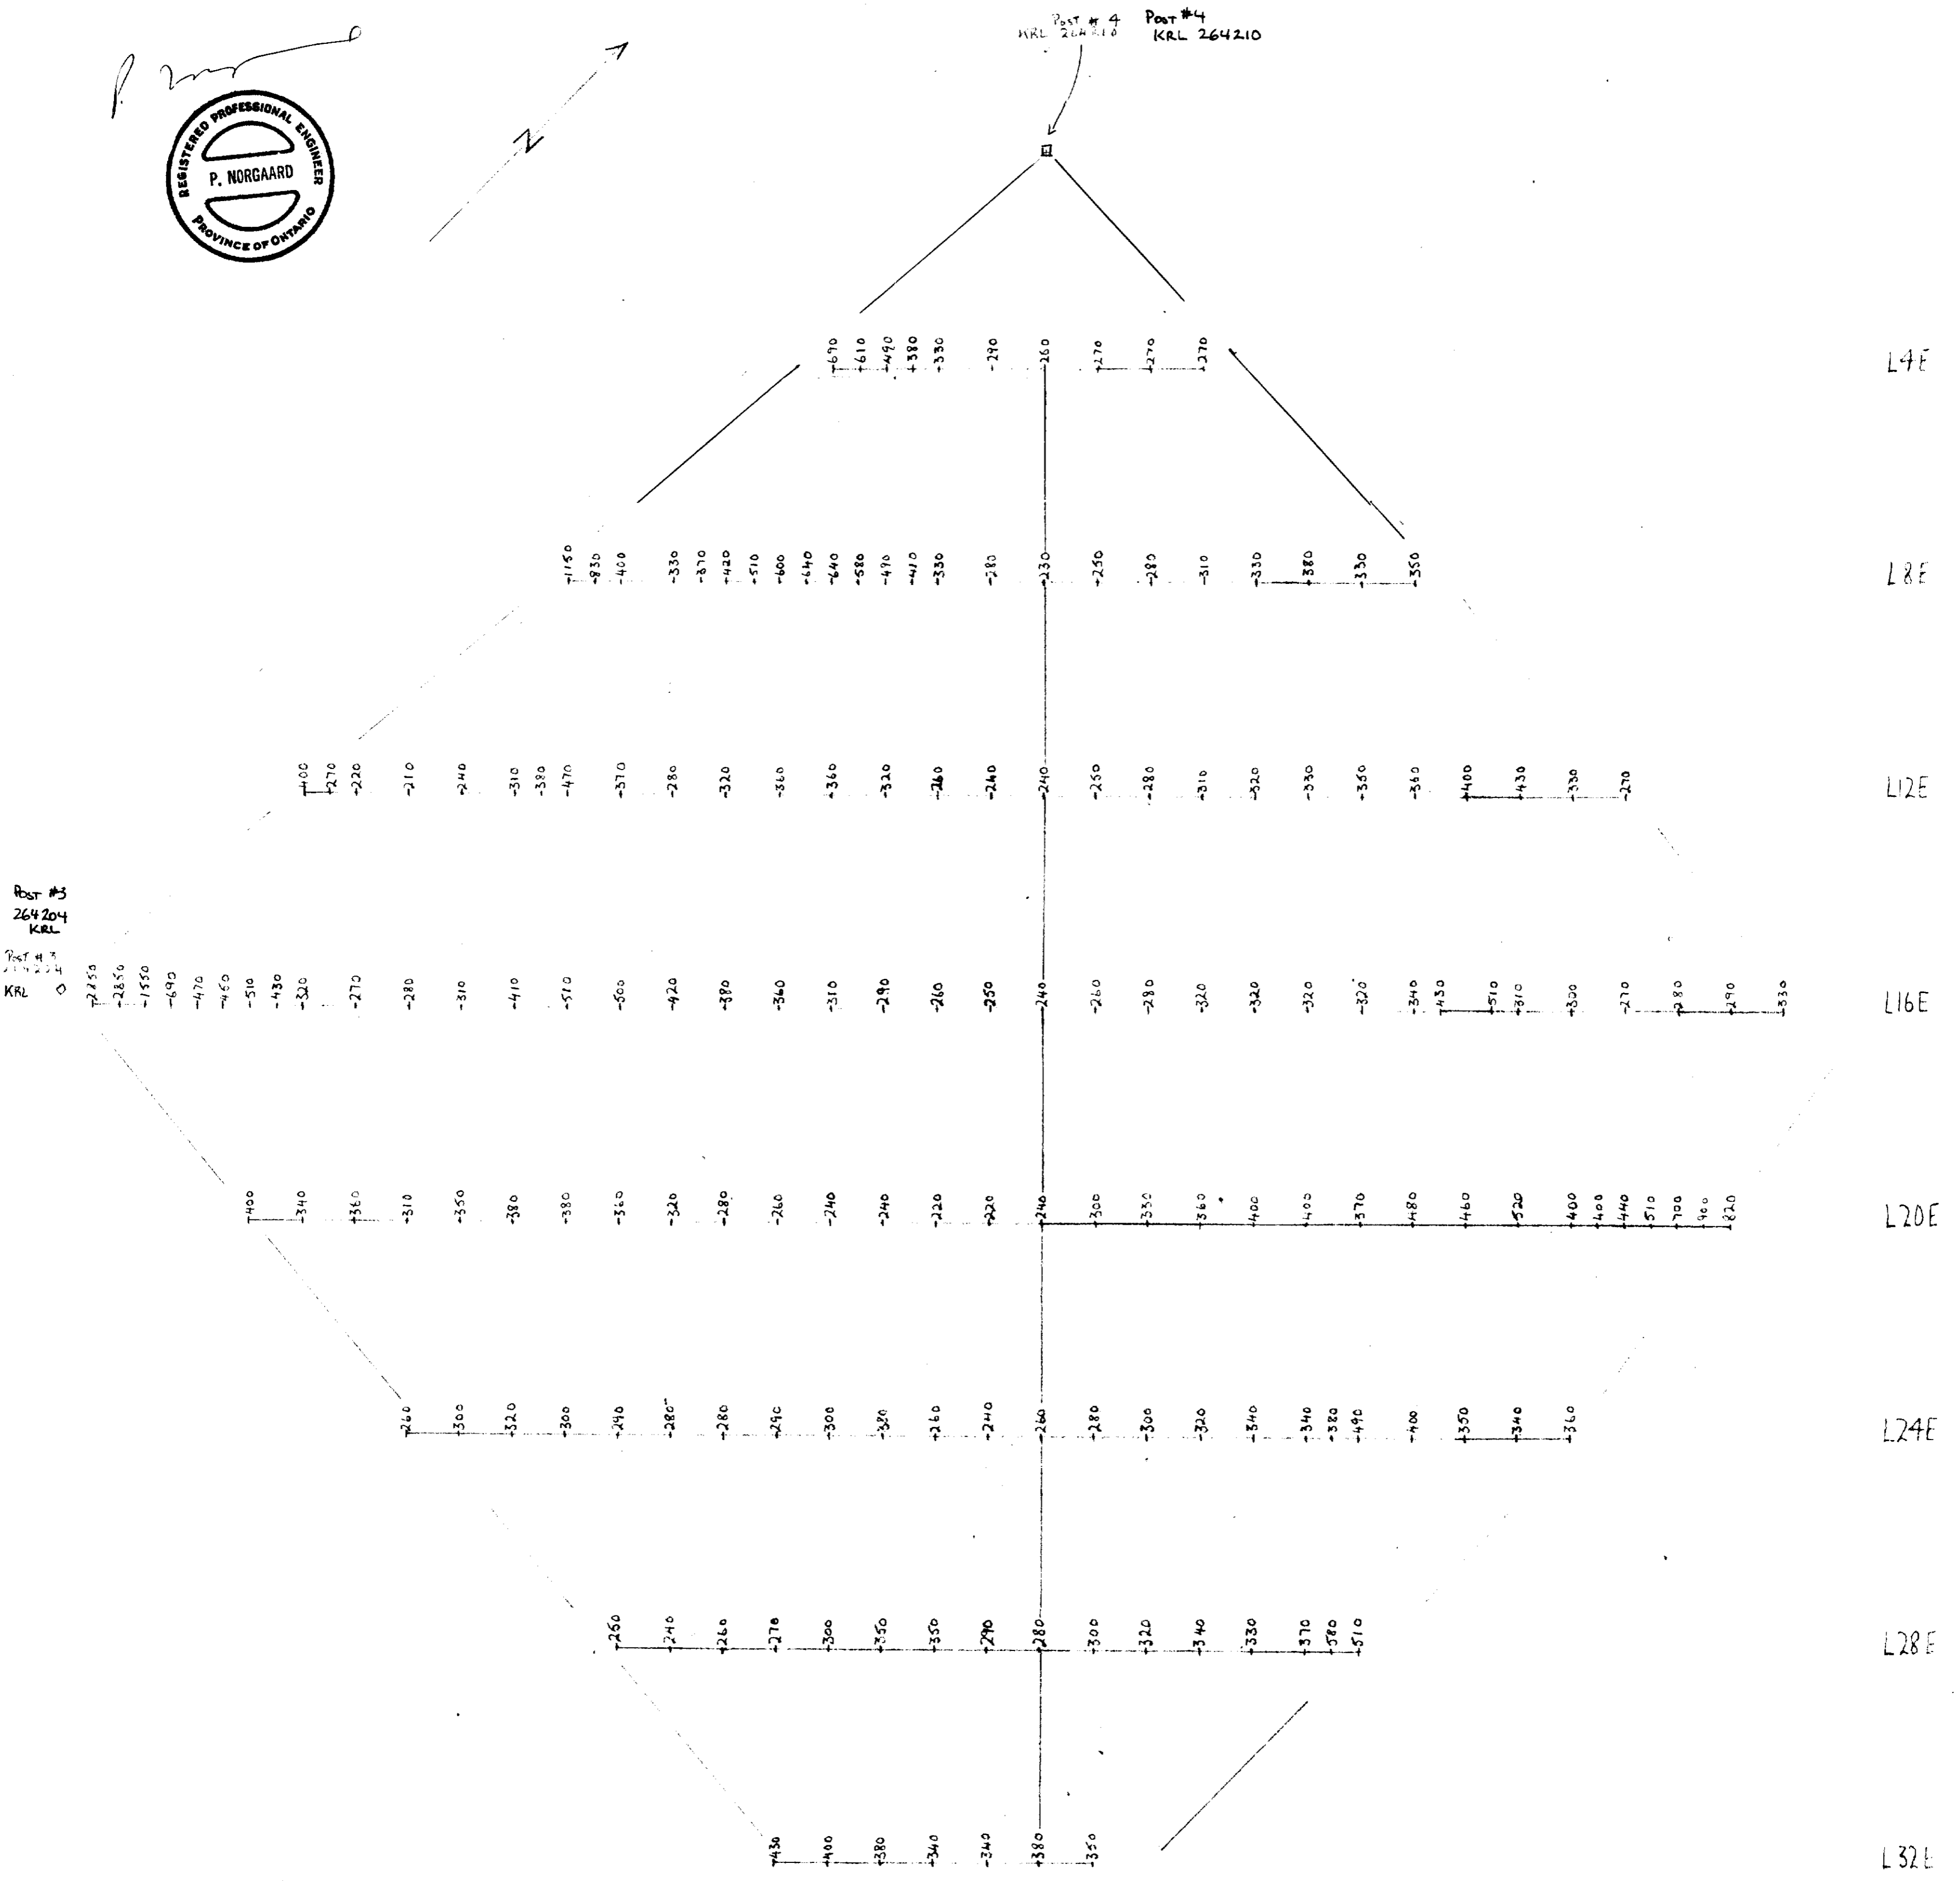 Post # 4 Post #4
KRL 264210 KRL 264210
N
REGISTERED PROFESSIONAL ENGINEER
P. NORGAARD
PROVINCE OF ONTARIO
690 610 490 380 330 290 260 270 270 270 L4E
1150 830 400 330 370 420 510 600 640 640 580 490 410 330 280 230 250 280 310 330 380 330 350 L8E
400 270 220 210 240 310 380 470 370 280 320 360 360 320 260 240 240 250 280 310 320 330 350 360 400 430 330 270 L12E
Post #3
264204
KRL
Post # 3
KRL
2250 2850 1550 690 470 460 510 430 320 270 280 310 410 510 500 420 380 360 310 290 260 250 240 260 280 320 320 320 320 340 430 510 310 300 270 280 290 330 L16E
400 340 360 310 350 380 380 360 320 280 260 240 240 220 220 240 300 330 360 400 400 370 480 460 520 400 400 440 510 700 900 820 L20E
260 300 320 300 290 280 280 290 300 380 260 240 260 280 300 320 340 340 380 490 400 350 340 360 L24E
260 240 260 270 300 350 350 290 280 300 320 340 330 370 580 510 L28E
430 400 380 340 340 380 350 L32E